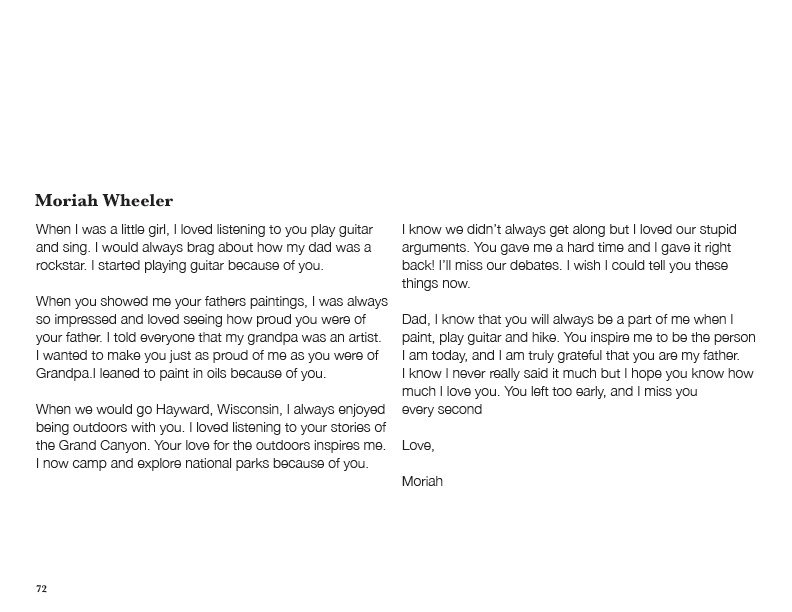 Moriah Wheeler
When I was a little girl, I loved listening to you play guitar
and sing. I would always brag about how my dad was a
rockstar. I started playing guitar because of you.
When you showed me your fathers paintings, I was always
so impressed and loved seeing how proud you were of
your father. I told everyone that my grandpa was an artist.
I wanted to make you just as proud of me as you were of
Grandpa.I leaned to paint in oils because of you.
When we would go Hayward, Wisconsin, I always enjoyed
being outdoors with you. I loved listening to your stories of
the Grand Canyon. Your love for the outdoors inspires me.
I now camp and explore national parks because of you.
I know we didn’t always get along but I loved our stupid
arguments. You gave me a hard time and I gave it right
back! I’ll miss our debates. I wish I could tell you these
things now.
Dad, I know that you will always be a part of me when I
paint, play guitar and hike. You inspire me to be the person
I am today, and I am truly grateful that you are my father.
I know I never really said it much but I hope you know how
much I love you. You left too early, and I miss you
every second
Love,
Moriah
72